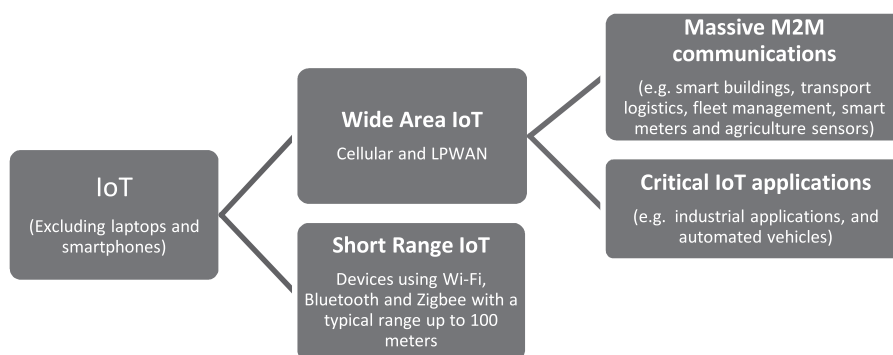 IoT
(Excluding laptops and
smartphones)
Wide Area IoT
Cellular and LPWAN
Short Range IoT
Devices using Wi-Fi,
Bluetooth and Zigbee with a
typical range up to 100
meters
Massive M2M
communications
(e.g. smart buildings, transport
logistics, fleet management, smart
meters and agriculture sensors)
Critical IoT applications
(e.g. industrial applications, and
automated vehicles)